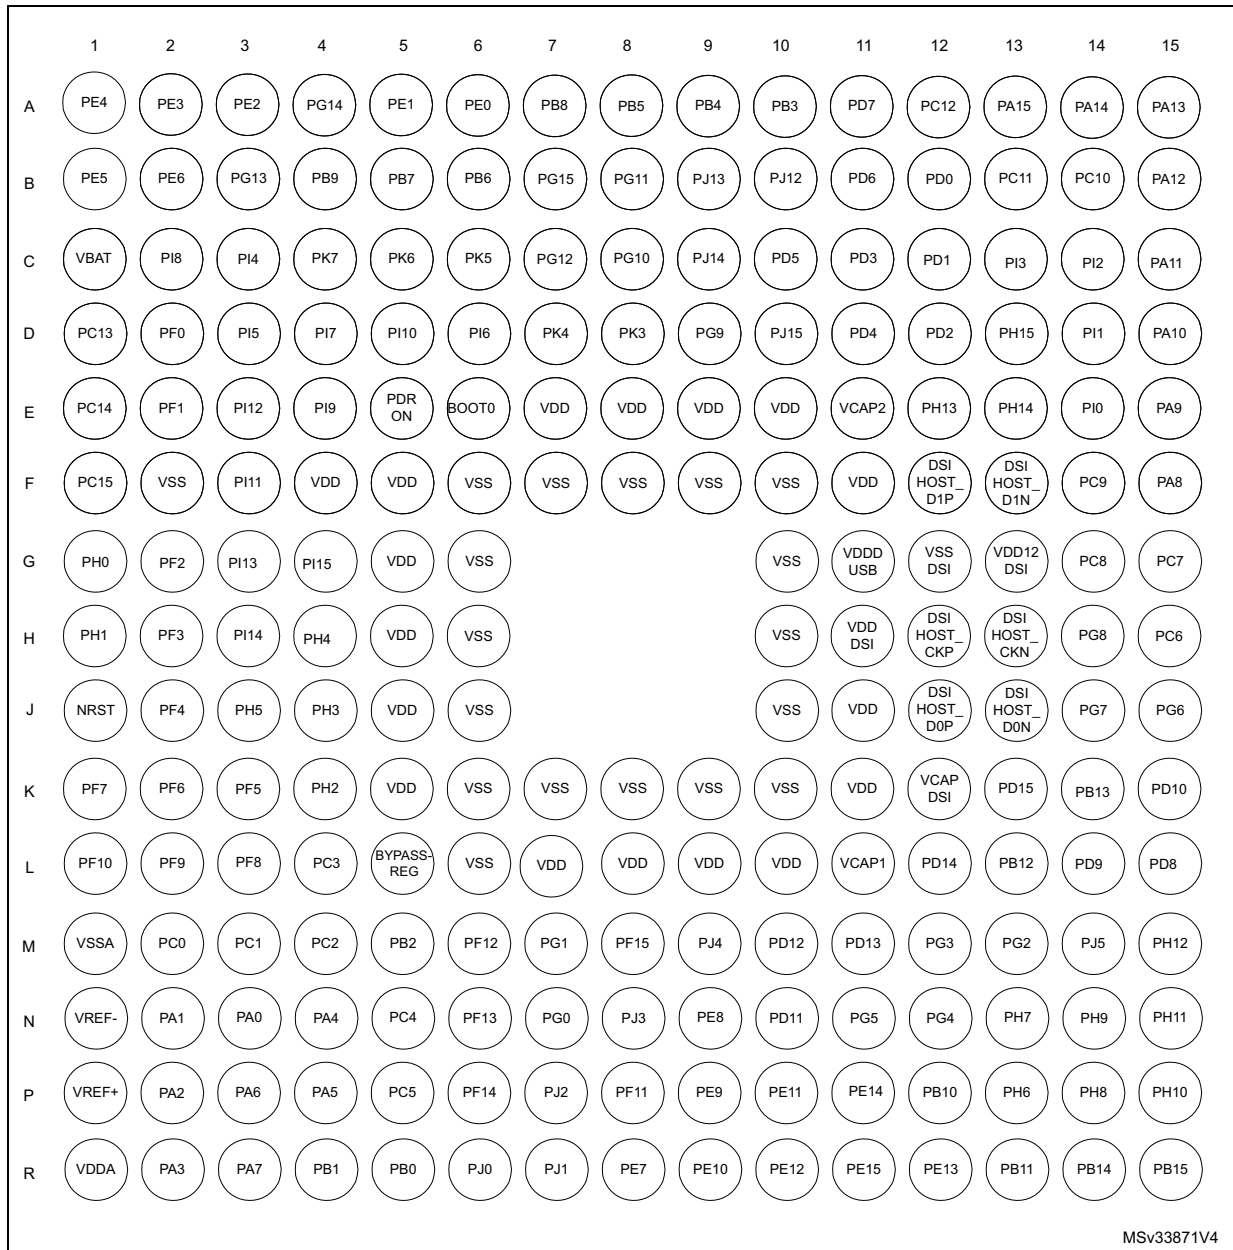 1 2 3 4 5 6 7 8 9 10 11 12 13 14 15
A PE4 PE3 PE2 PG14 PE1 PE0 PB8 PB5 PB4 PB3 PD7 PC12 PA15 PA14 PA13
B PE5 PE6 PG13 PB9 PB7 PB6 PG15 PG11 PJ13 PJ12 PD6 PD0 PC11 PC10 PA12
C VBAT PI8 PI4 PK7 PK6 PK5 PG12 PG10 PJ14 PD5 PD3 PD1 PI3 PI2 PA11
D PC13 PF0 PI5 PI7 PI10 PI6 PK4 PK3 PG9 PJ15 PD4 PD2 PH15 PI1 PA10
E PC14 PF1 PI12 PI9 PDR ON BOOT0 VDD VDD VDD VDD VCAP2 PH13 PH14 PI0 PA9
F PC15 VSS PI11 VDD VDD VSS VSS VSS VSS VSS VDD DSI HOST_ D1P DSI HOST_ D1N PC9 PA8
G PH0 PF2 PI13 PI15 VDD VSS VSS VDDD USB VSS DSI VDD12 DSI PC8 PC7
H PH1 PF3 PI14 PH4 VDD VSS VSS VDD DSI DSI HOST_ CKP DSI HOST_ CKN PG8 PC6
J NRST PF4 PH5 PH3 VDD VSS VSS VDD DSI HOST_ D0P DSI HOST_ D0N PG7 PG6
K PF7 PF6 PF5 PH2 VDD VSS VSS VSS VSS VSS VDD VCAP DSI PD15 PB13 PD10
L PF10 PF9 PF8 PC3 BYPASS- REG VSS VDD VDD VDD VDD VCAP1 PD14 PB12 PD9 PD8
M VSSA PC0 PC1 PC2 PB2 PF12 PG1 PF15 PJ4 PD12 PD13 PG3 PG2 PJ5 PH12
N VREF- PA1 PA0 PA4 PC4 PF13 PG0 PJ3 PE8 PD11 PG5 PG4 PH7 PH9 PH11
P VREF+ PA2 PA6 PA5 PC5 PF14 PJ2 PF11 PE9 PE11 PE14 PB10 PH6 PH8 PH10
R VDDA PA3 PA7 PB1 PB0 PJ0 PJ1 PE7 PE10 PE12 PE15 PE13 PB11 PB14 PB15
MSv33871V4